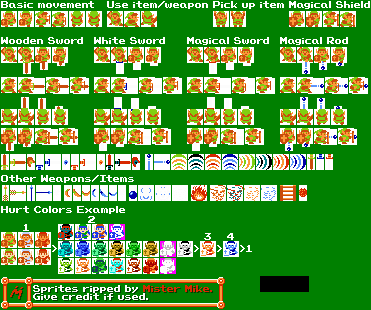 Basic movement
Use item/weapon
Pick up item
Magical Shield
Wooden Sword
White Sword
Magical Sword
Magical Rod
Other Weapons/Items
Hurt Colors Example
1
2
3
4
> > >1
Sprites ripped by Mister Mike.
Give credit if used.